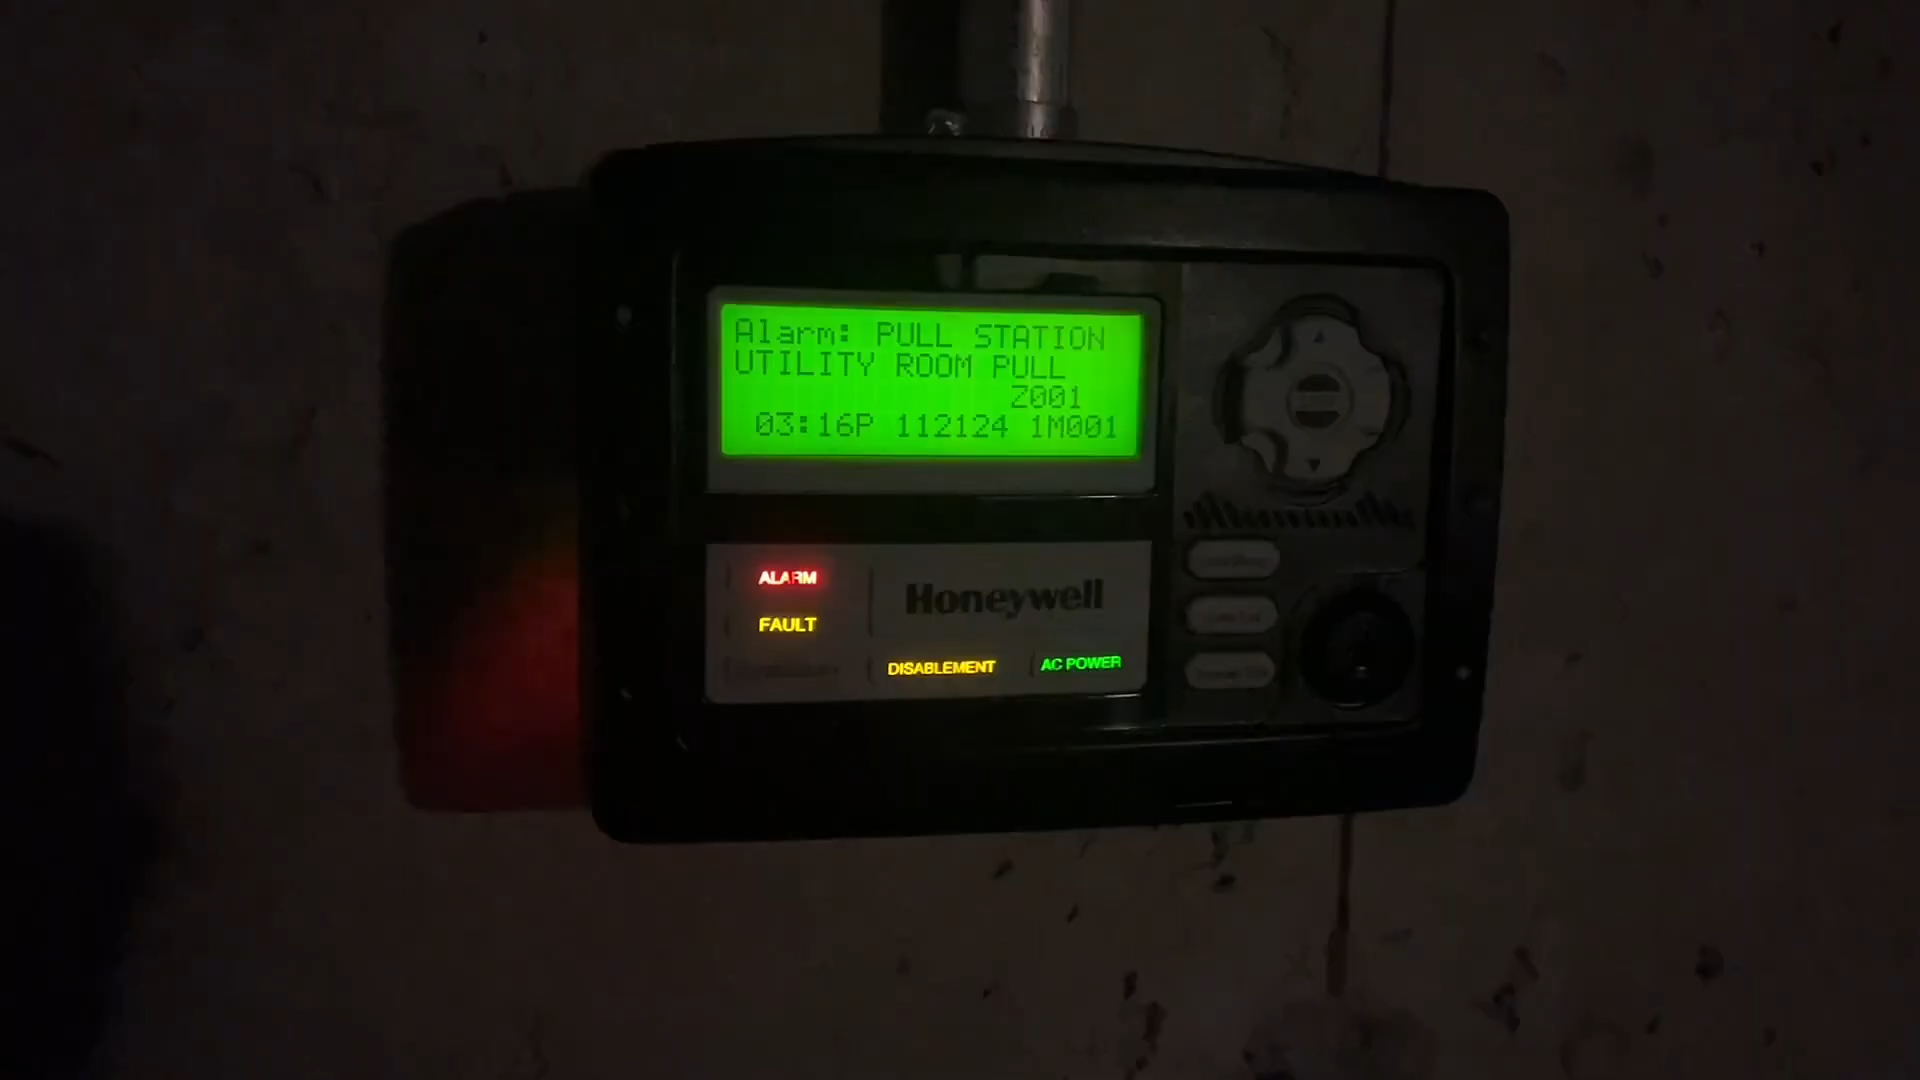 Alarm: PULL STATION
UTILITY ROOM PULL
Z001
03:16P 112124 1M001
ALARM
Honeywell
FAULT
DISABLEMENT
AC POWER